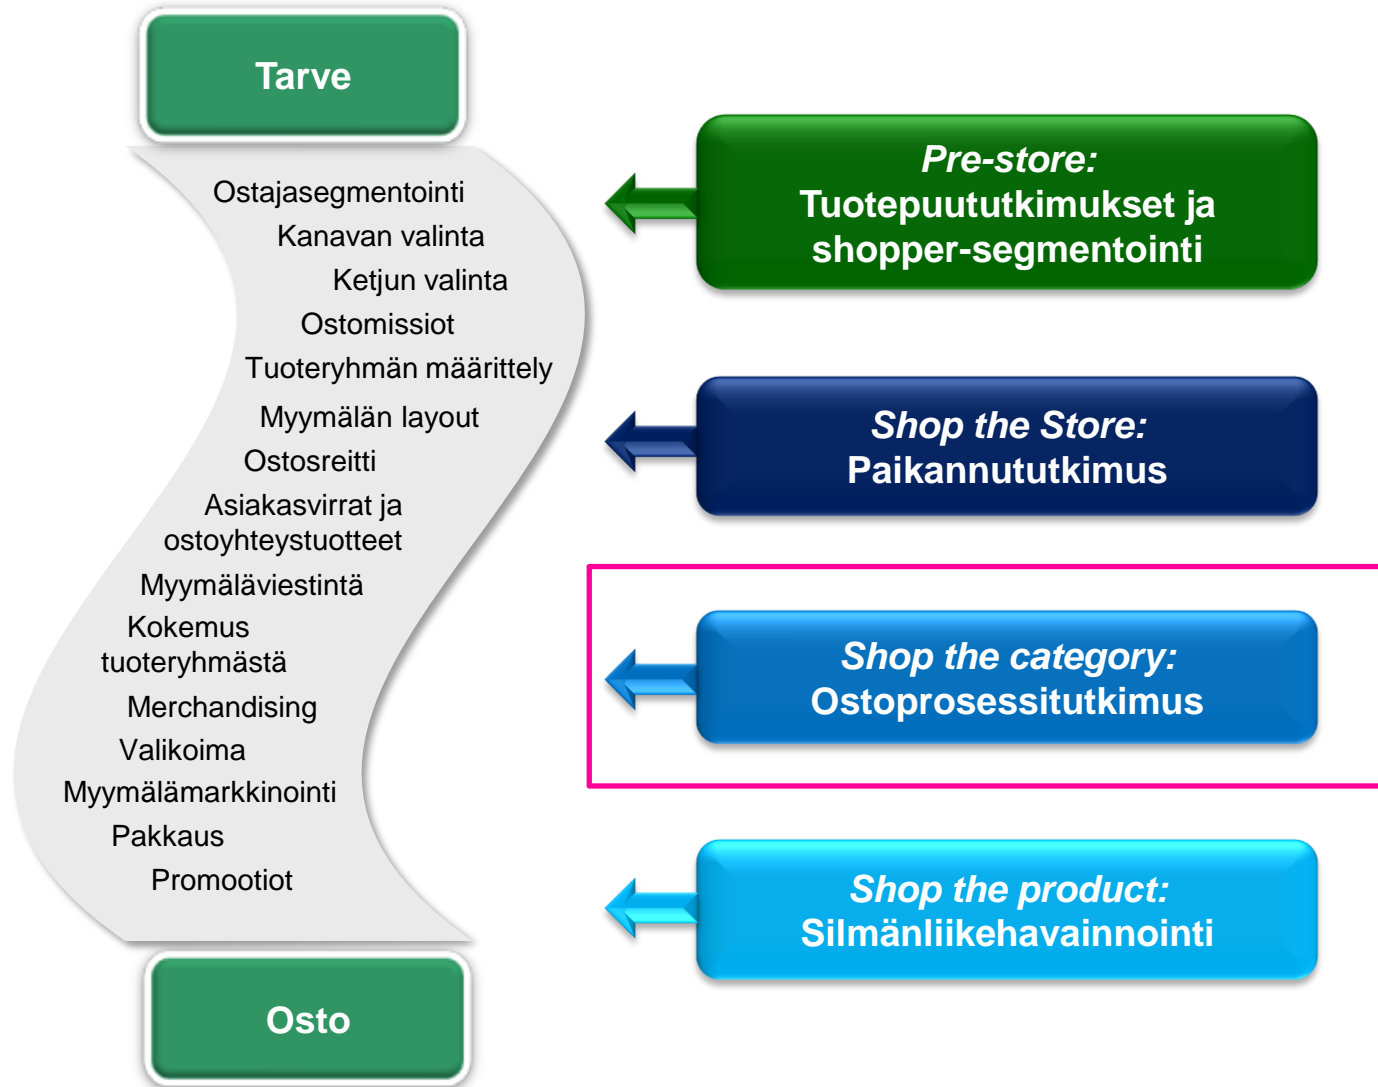 Tarve
Ostajasegmentointi
Kanavan valinta
Ketjun valinta
Ostomissiot
Tuoteryhmän määrittely
Myymälän layout
Ostosreitti
Asiakasvirrat ja
ostoyhteystuotteet
Myymäläviestintä
Kokemus
tuoteryhmästä
Merchandising
Valikoima
Myymälämarkkinointi
Pakkaus
Promootiot
Osto
Pre-store:
Tuotepuututkimukset ja
shopper-segmentointi
Shop the Store:
Paikannututkimus
Shop the category:
Ostoprosessitutkimus
Shop the product:
Silmänliikehavainnointi